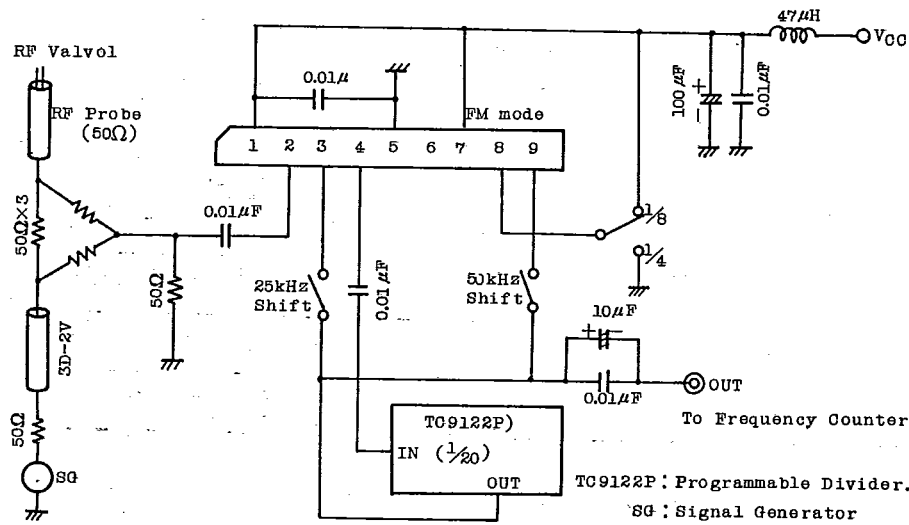 47μH
VCC
RF Valvol
0.01μ
100μF
+
−
0.01μF
RF Probe
(50Ω)
FM mode
1 2 3 4 5 6 7 8 9
50Ω×3
0.01μF
1/8
1/4
50Ω
25kHz
Shift
0.01μF
50kHz
Shift
10μF
+ −
3D-2V
0.01μF
OUT
To Frequency Counter
50Ω
TC9122P)
IN (1/20)
OUT
SG
TC9122P: Programmable Divider.
SG: Signal Generator